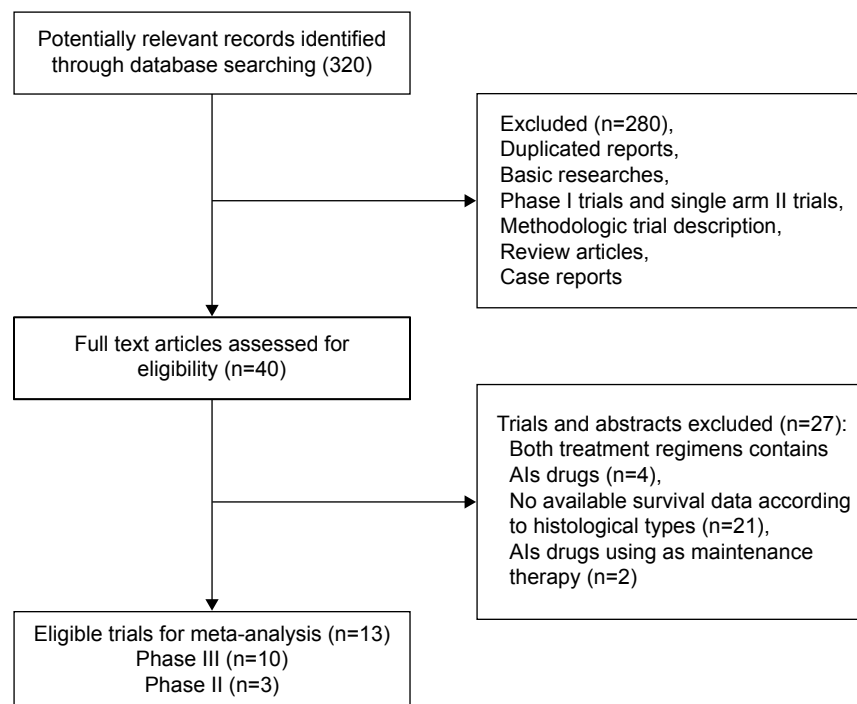 Potentially relevant records identified
through database searching (320)
Excluded (n=280),
Duplicated reports,
Basic researches,
Phase I trials and single arm II trials,
Methodologic trial description,
Review articles,
Case reports
Full text articles assessed for
eligibility (n=40)
Trials and abstracts excluded (n=27):
Both treatment regimens contains
AIs drugs (n=4),
No available survival data according
to histological types (n=21),
AIs drugs using as maintenance
therapy (n=2)
Eligible trials for meta-analysis (n=13)
Phase III (n=10)
Phase II (n=3)